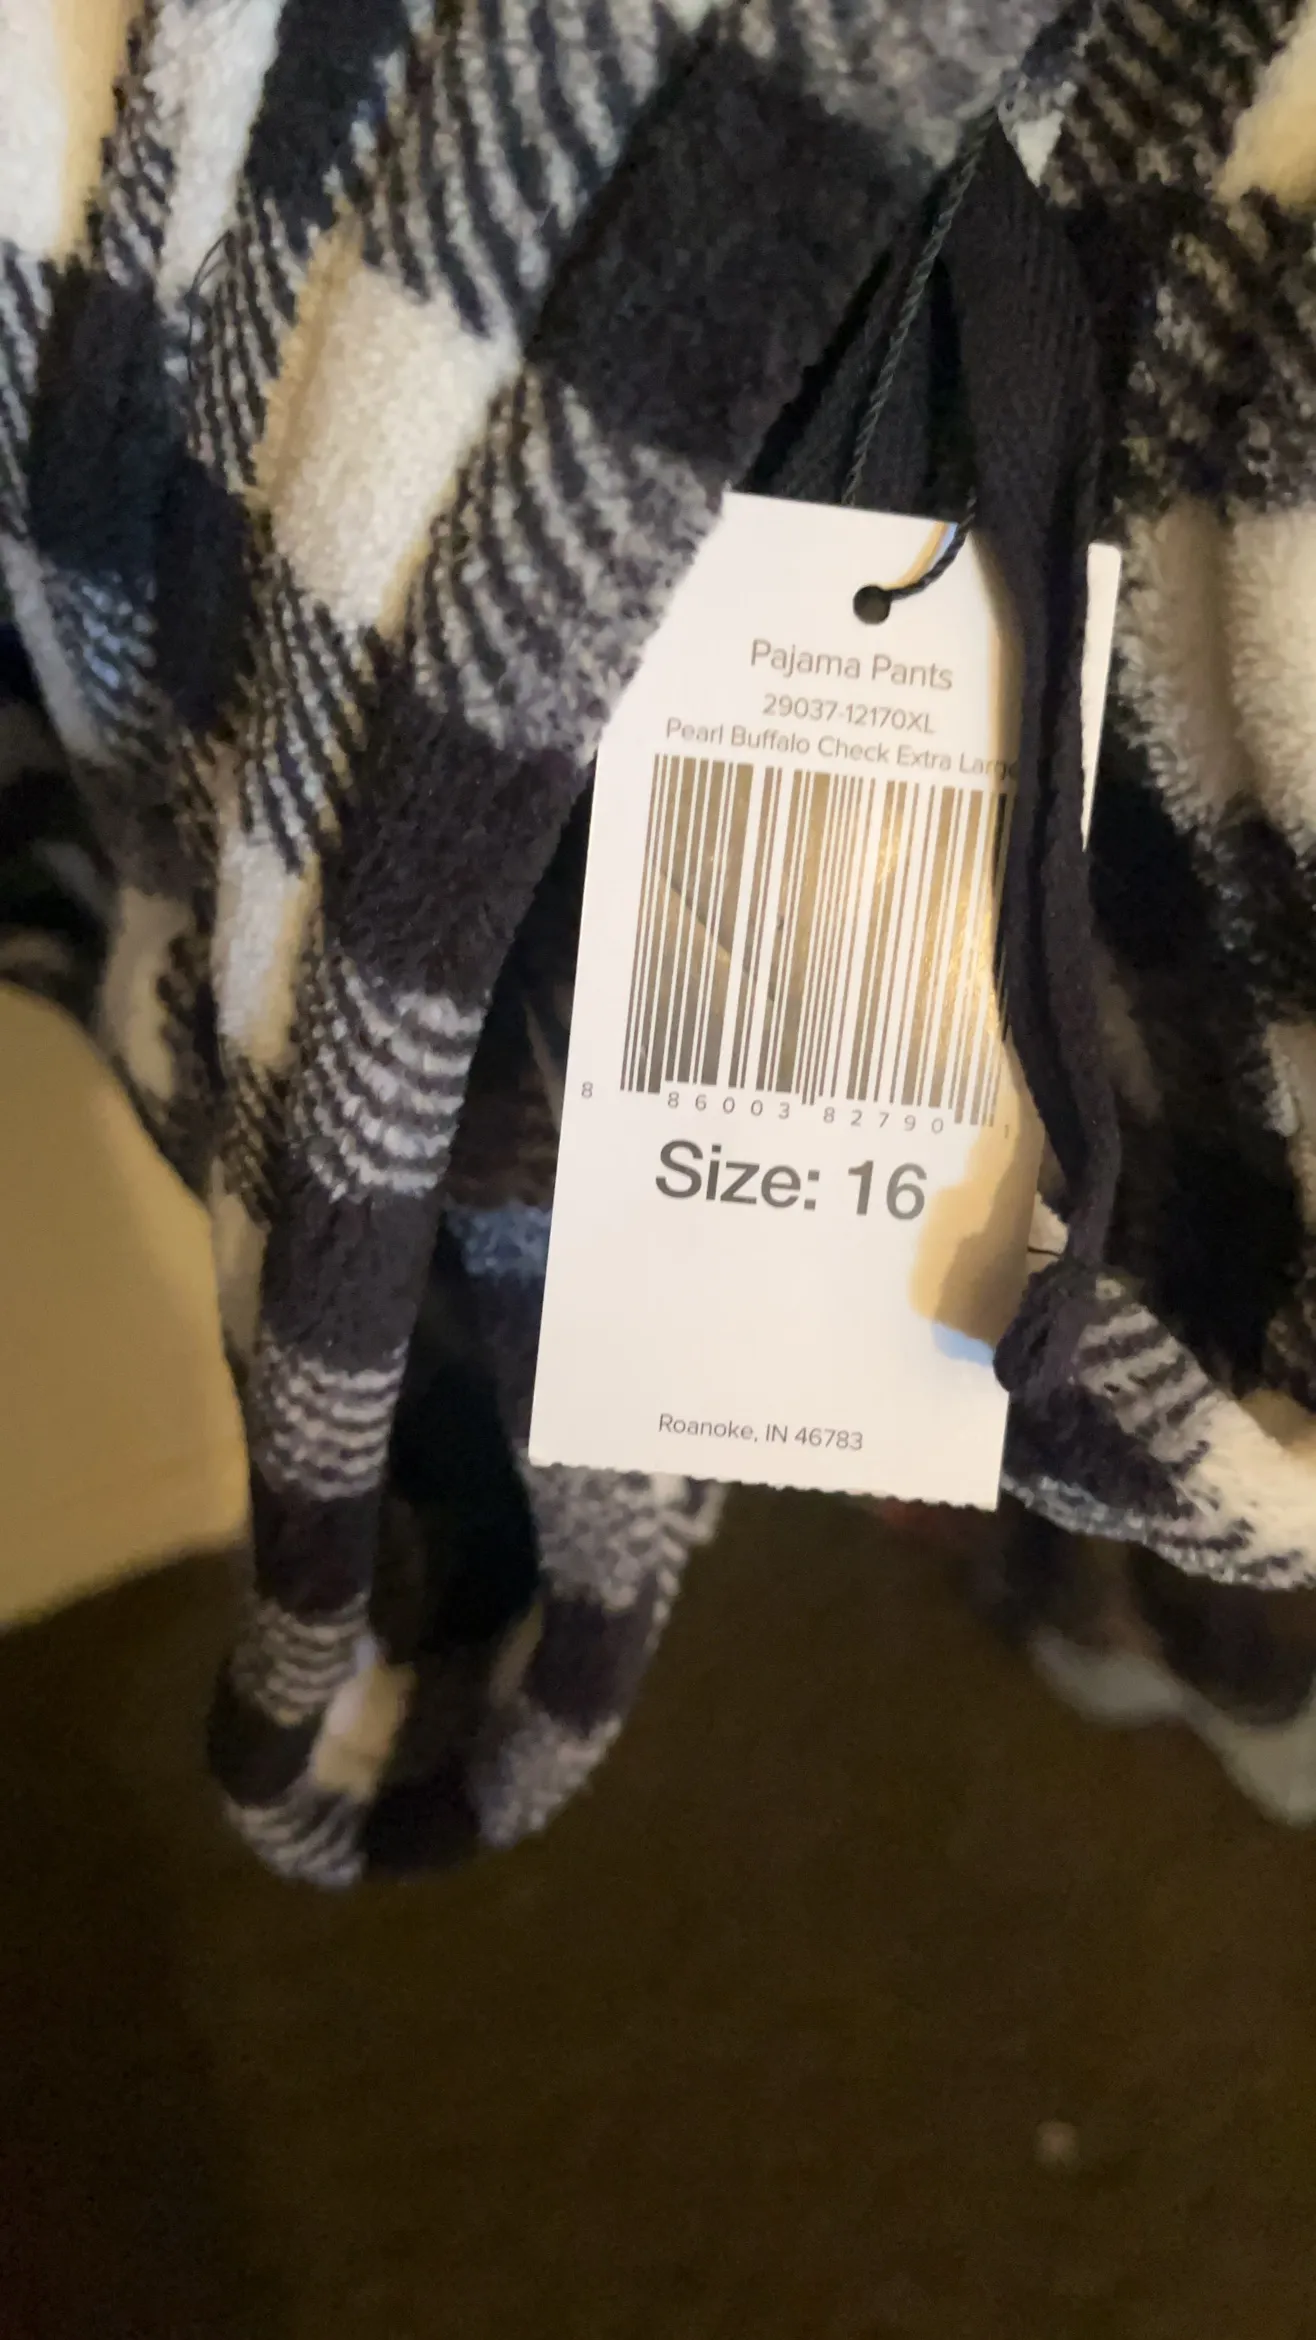 Pajama Pants
29037-12170XL
Pearl Buffalo Check Extra Large
8 86003 82790 1
Size: 16
Roanoke, IN 46783